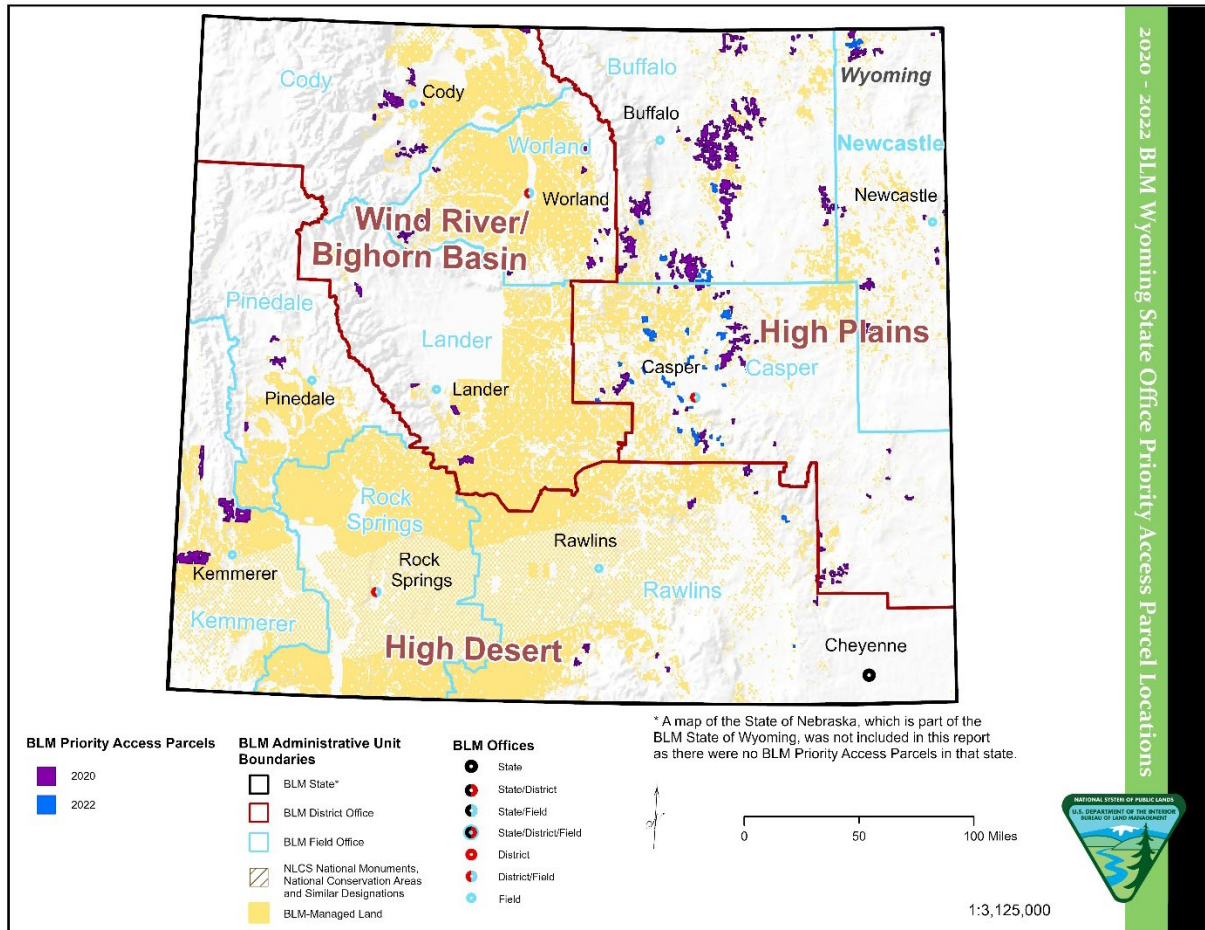 Cody
Buffalo
Wyoming
Cody
Buffalo
Worland
Newcastle
Worland
Newcastle
Wind River/
Bighorn Basin
Pinedale
High Plains
Lander
Casper
Casper
Pinedale
Lander
Rock
Springs
Rawlins
Kemmerer
Rock
Springs
Rawlins
Kemmerer
High Desert
Cheyenne
BLM Priority Access Parcels
2020
2022
BLM Administrative Unit
Boundaries
BLM State*
BLM District Office
BLM Field Office
NLCS National Monuments,
National Conservation Areas
and Similar Designations
BLM-Managed Land
BLM Offices
State
State/District
State/Field
State/District/Field
District
District/Field
Field
* A map of the State of Nebraska, which is part of the
BLM State of Wyoming, was not included in this report
as there were no BLM Priority Access Parcels in that state.
N
0 50 100 Miles
1:3,125,000
2020 - 2022 BLM Wyoming State Office Priority Access Parcel Locations
NATIONAL SYSTEM OF PUBLIC LANDS
U.S. DEPARTMENT OF THE INTERIOR
BUREAU OF LAND MANAGEMENT